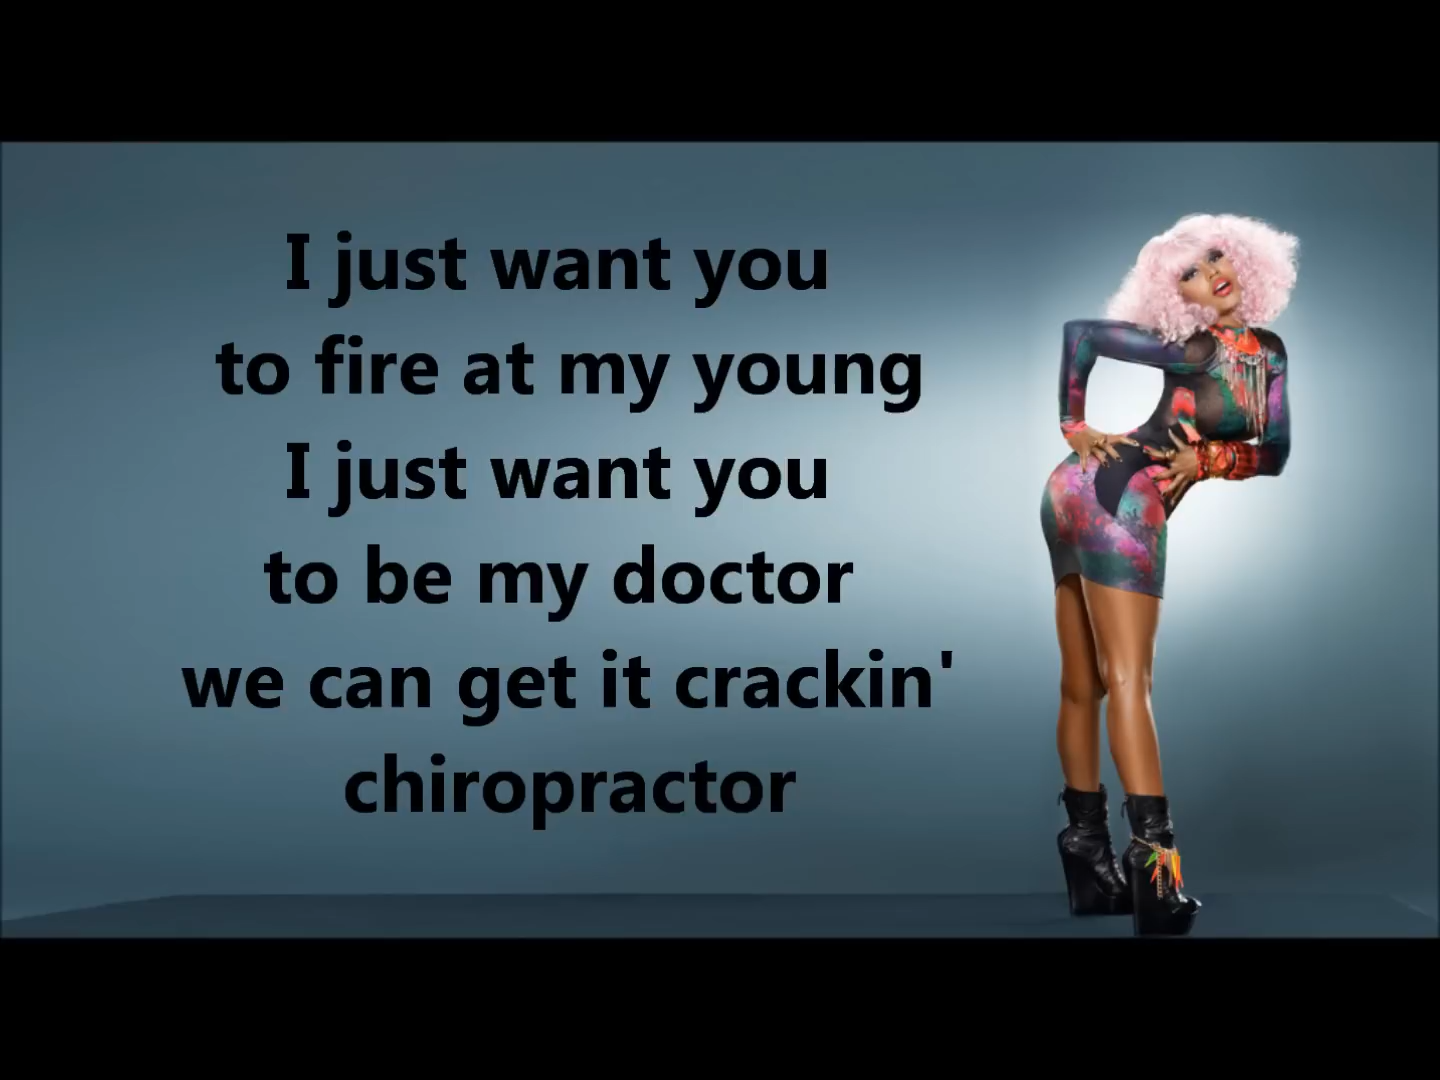 I just want you
to fire at my young
I just want you
to be my doctor
we can get it crackin'
chiropractor